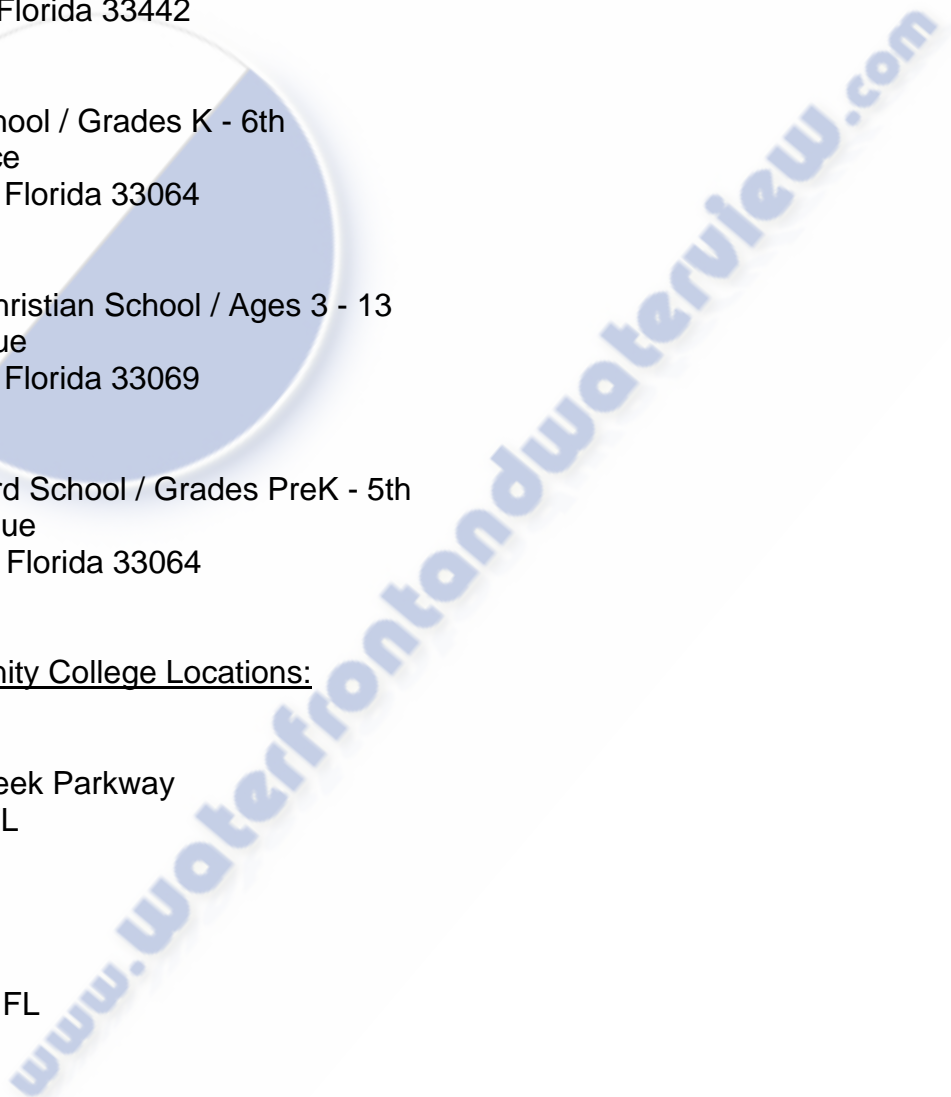 Florida 33442
hool / Grades K - 6th
ce
Florida 33064
hristian School / Ages 3 - 13
ue
Florida 33069
rd School / Grades PreK - 5th
ue
Florida 33064
nity College Locations:
eek Parkway
L
FL
www.waterfrontandwaterview.com